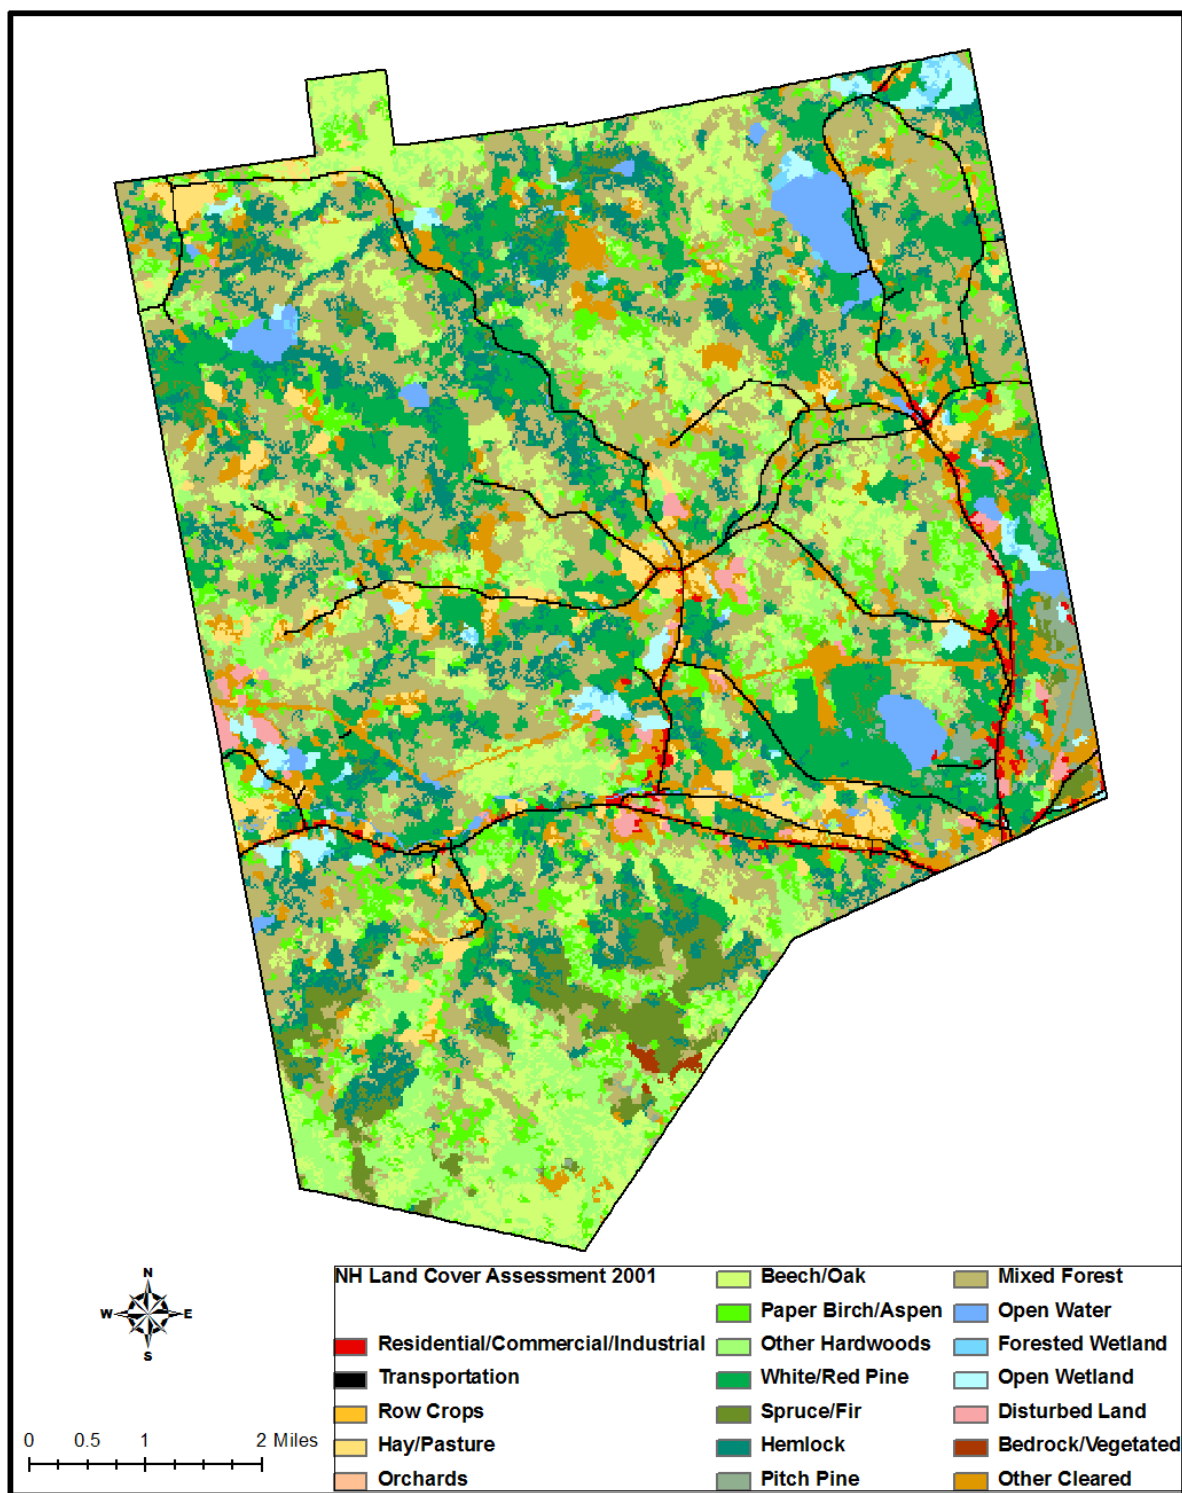 NH Land Cover Assessment 2001
Residential/Commercial/Industrial
Transportation
Row Crops
Hay/Pasture
Orchards
Beech/Oak
Paper Birch/Aspen
Other Hardwoods
White/Red Pine
Spruce/Fir
Hemlock
Pitch Pine
Mixed Forest
Open Water
Forested Wetland
Open Wetland
Disturbed Land
Bedrock/Vegetated
Other Cleared
N
W E
S
0 0.5 1 2 Miles